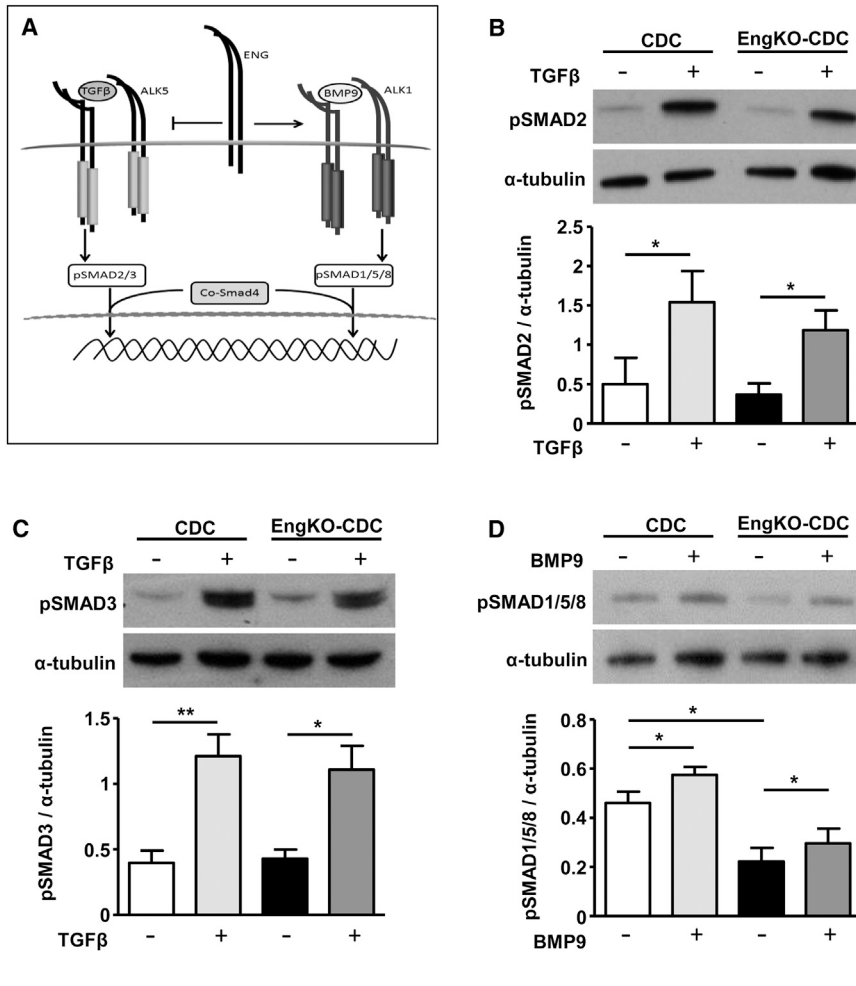 A
ENG
TGFβ
ALK5
BMP9
ALK1
pSMAD2/3
Co-Smad4
pSMAD1/5/8
B
CDC EngKO-CDC
TGFβ - + - +
pSMAD2
α-tubulin
pSMAD2 / α-tubulin
2.5
2
1.5
1
0.5
0
* *
TGFβ - + - +
C
CDC EngKO-CDC
TGFβ - + - +
pSMAD3
α-tubulin
pSMAD3 / α-tubulin
1.5
1
0.5
0
** *
TGFβ - + - +
D
CDC EngKO-CDC
BMP9 - + - +
pSMAD1/5/8
α-tubulin
pSMAD1/5/8 / α-tubulin
0.8
0.6
0.4
0.2
0
*
* *
BMP9 - + - +